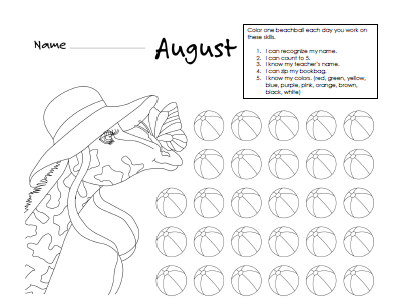 Name
August
Color one beachball each day you work on
these skills.
1. I can recognize my name.
2. I can count to 5.
3. I know my teacher's name.
4. I can zip my bookbag.
5. I know my colors. (red, green, yellow,
blue, purple, pink, orange, brown,
black, white)